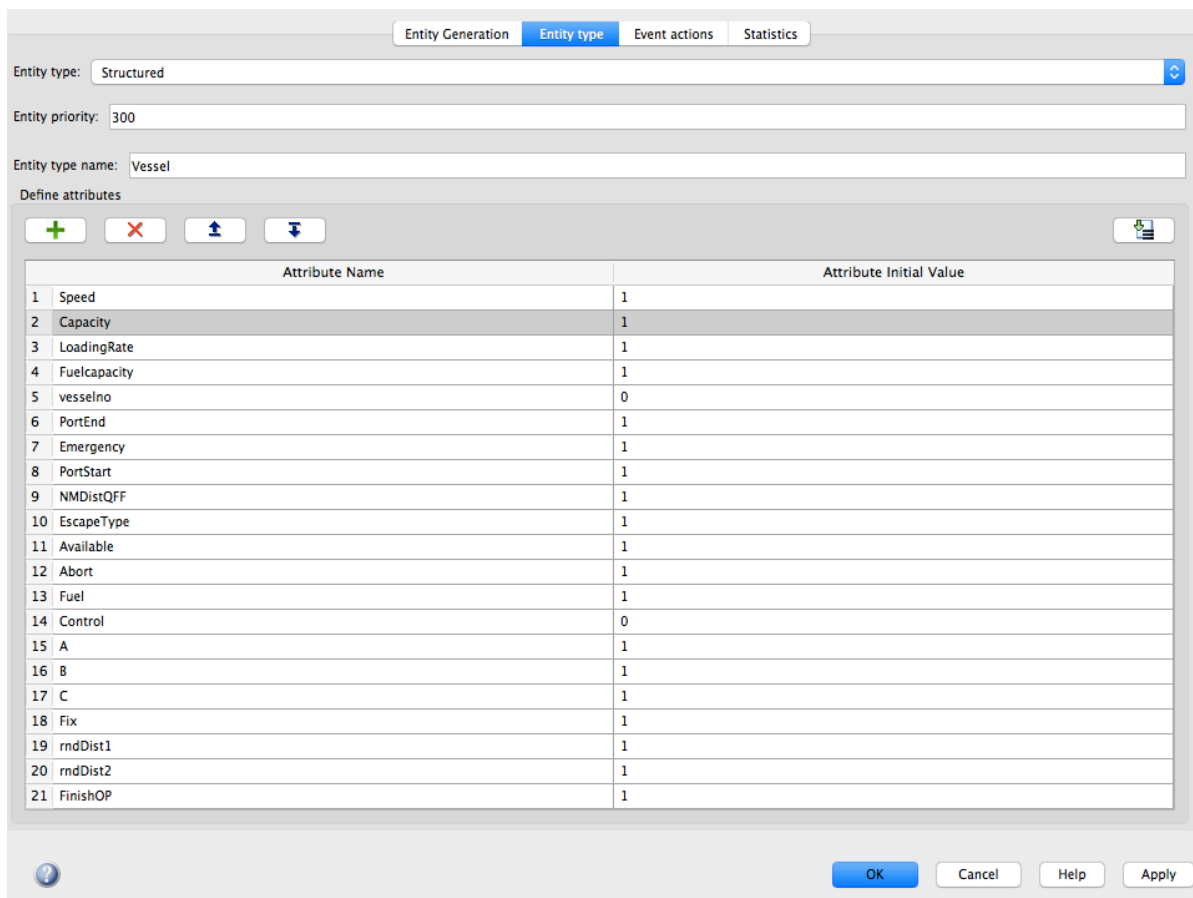 Entity Generation Entity type Event actions Statistics
Entity type: Structured
Entity priority: 300
Entity type name: Vessel
Define attributes
Attribute Name Attribute Initial Value
1 Speed 1
2 Capacity 1
3 LoadingRate 1
4 Fuelcapacity 1
5 vesselno 0
6 PortEnd 1
7 Emergency 1
8 PortStart 1
9 NMDistQFF 1
10 EscapeType 1
11 Available 1
12 Abort 1
13 Fuel 1
14 Control 0
15 A 1
16 B 1
17 C 1
18 Fix 1
19 rndDist1 1
20 rndDist2 1
21 FinishOP 1
? OK Cancel Help Apply